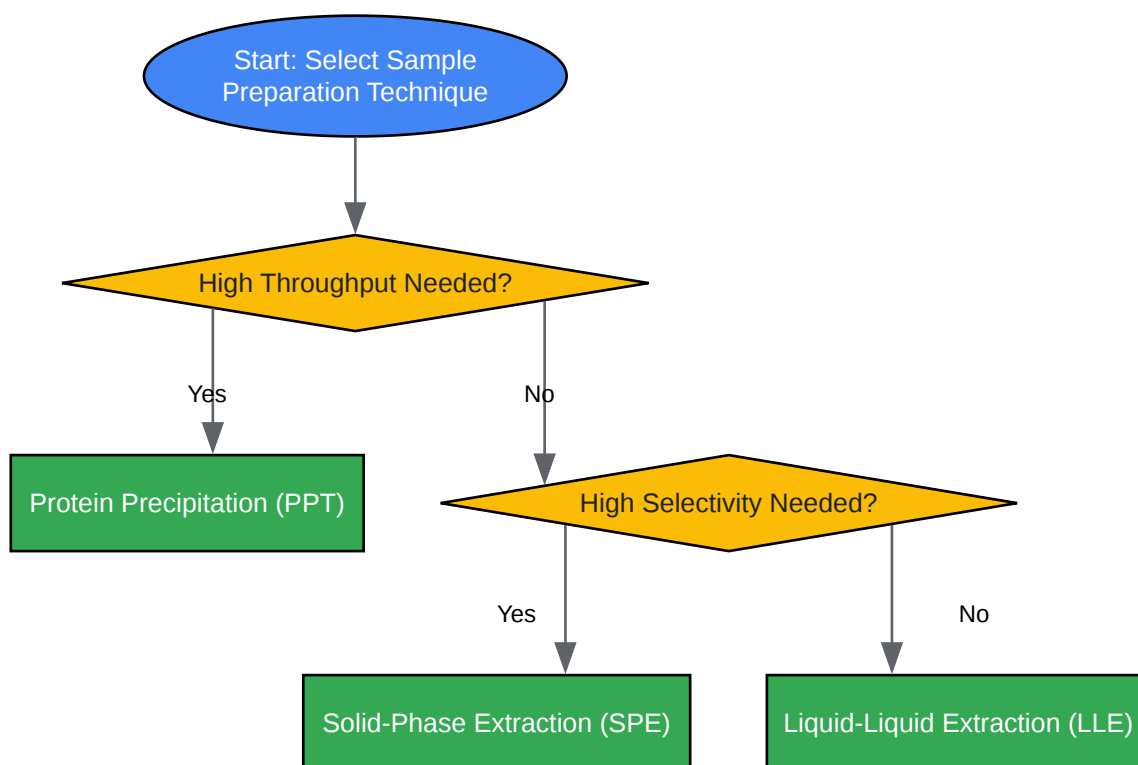 Start: Select Sample
Preparation Technique
High Throughput Needed?
Yes
No
Protein Precipitation (PPT)
High Selectivity Needed?
Yes
No
Solid-Phase Extraction (SPE)
Liquid-Liquid Extraction (LLE)